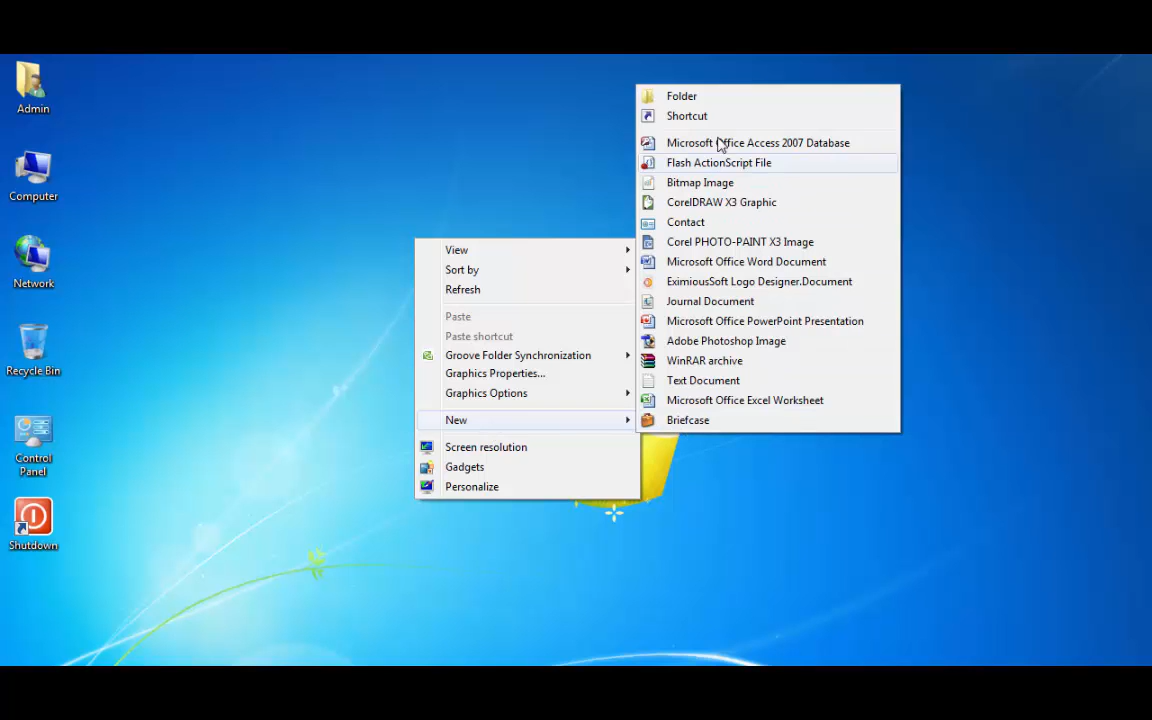 Admin
Computer
Network
Recycle Bin
Control
Panel
Shutdown
View
Sort by
Refresh
Paste
Paste shortcut
Groove Folder Synchronization
Graphics Properties...
Graphics Options
New
Screen resolution
Gadgets
Personalize
Folder
Shortcut
Microsoft Office Access 2007 Database
Flash ActionScript File
Bitmap Image
CorelDRAW X3 Graphic
Contact
Corel PHOTO-PAINT X3 Image
Microsoft Office Word Document
EximiousSoft Logo Designer.Document
Journal Document
Microsoft Office PowerPoint Presentation
Adobe Photoshop Image
WinRAR archive
Text Document
Microsoft Office Excel Worksheet
Briefcase